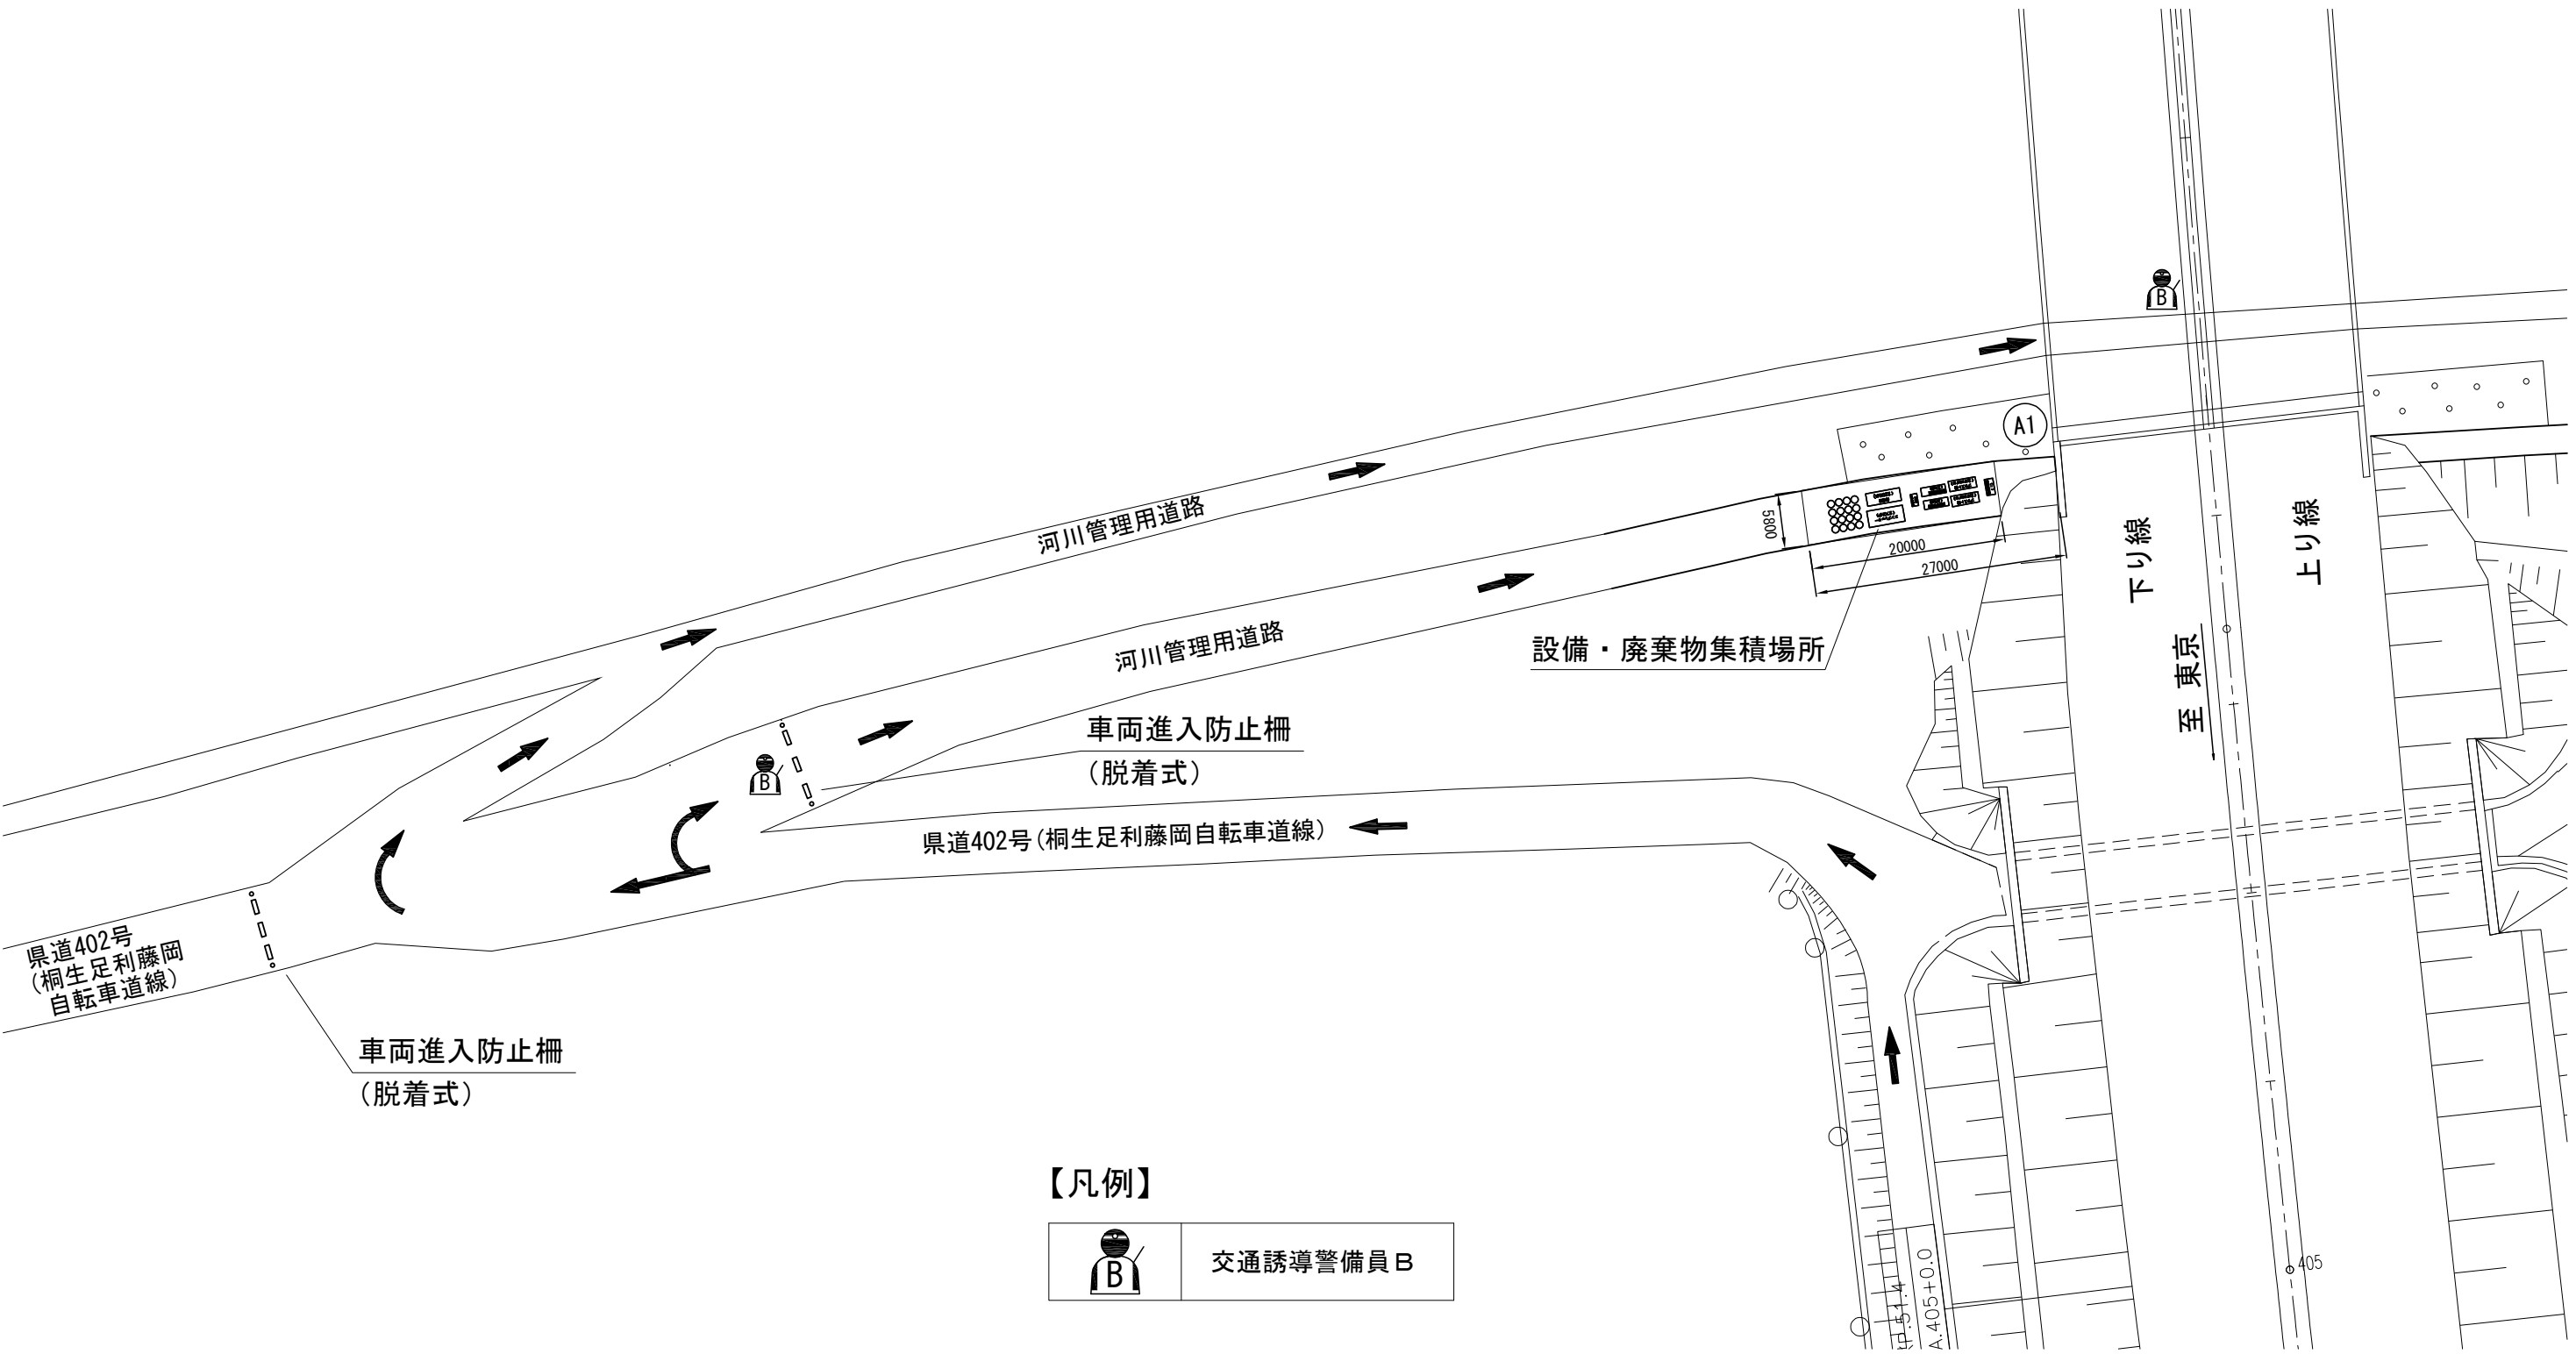 B
A1
河川管理用道路
5800
20000
27000
下り線
上り線
河川管理用道路
設備・廃棄物集積場所
至 東京
車両進入防止柵
(脱着式)
B
県道402号(桐生足利藤岡自転車道線)
県道402号
(桐生足利藤岡
自転車道線)
車両進入防止柵
(脱着式)
【凡例】
B
交通誘導警備員B
A.405+0.0
405